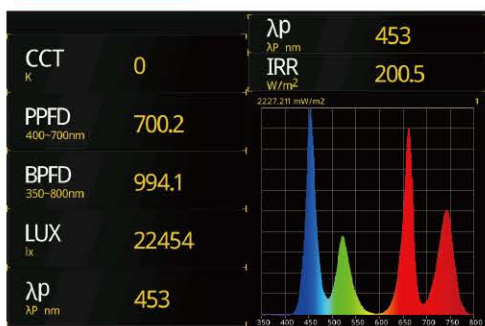 CCT
K
0
PPFD
400~700nm
700.2
BPFD
350~800nm
994.1
LUX
lx
22454
λp
λP nm
453
λp
λP nm
453
IRR
W/m2
200.5
2227.211 mW/m2
1
350 400 450 500 550 600 650 700 750 800